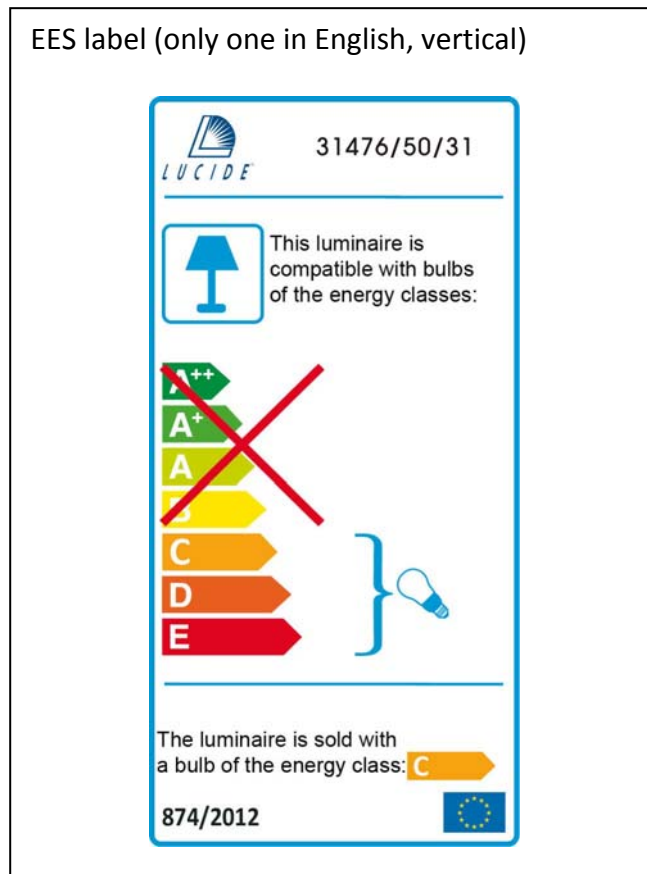 EES label (only one in English, vertical)
LUCIDE
31476/50/31
This luminaire is
compatible with bulbs
of the energy classes:
A++
A+
A
B
C
D
E
The luminaire is sold with
a bulb of the energy class: C
874/2012